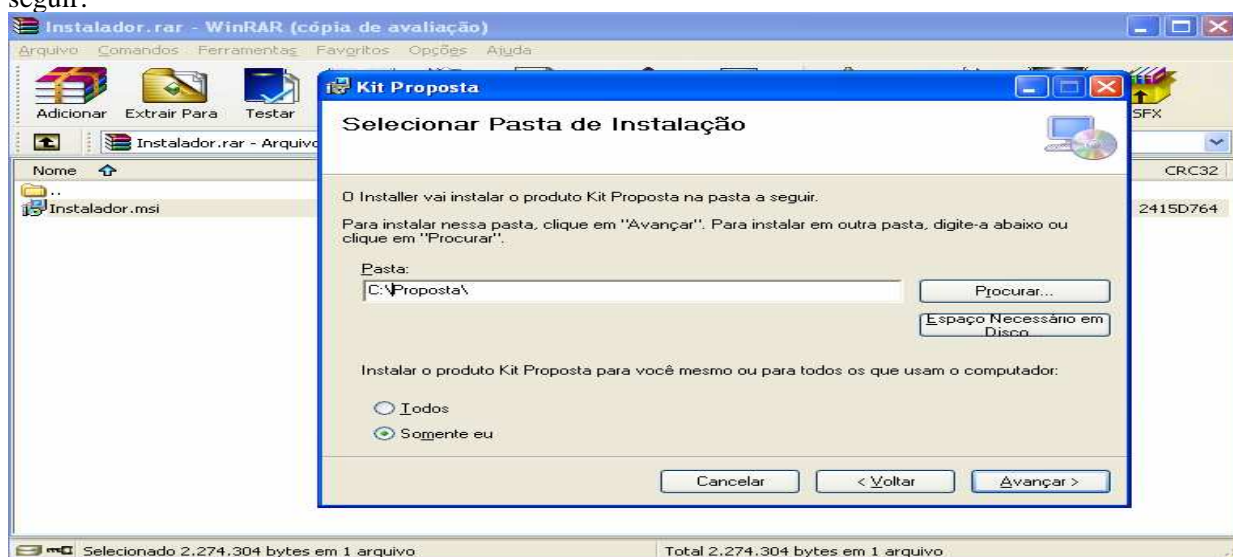 seguir:
Instalador.rar - WinRAR (cópia de avaliação)
Arquivo Comandos Ferramentas Favoritos Opções Ajuda
Kit Proposta
Adicionar Extrair Para Testar
SFX
Selecionar Pasta de Instalação
Instalador.rar - Arquivo
Nome
CRC32
..
Instalador.msi
2415D764
O Installer vai instalar o produto Kit Proposta na pasta a seguir.
Para instalar nessa pasta, clique em "Avançar". Para instalar em outra pasta, digite-a abaixo ou
clique em "Procurar".
Pasta:
C:\Proposta\
Procurar...
Espaço Necessário em
Disco...
Instalar o produto Kit Proposta para você mesmo ou para todos os que usam o computador:
Todos
Somente eu
Cancelar
< Voltar
Avançar >
Selecionado 2.274.304 bytes em 1 arquivo
Total 2.274.304 bytes em 1 arquivo